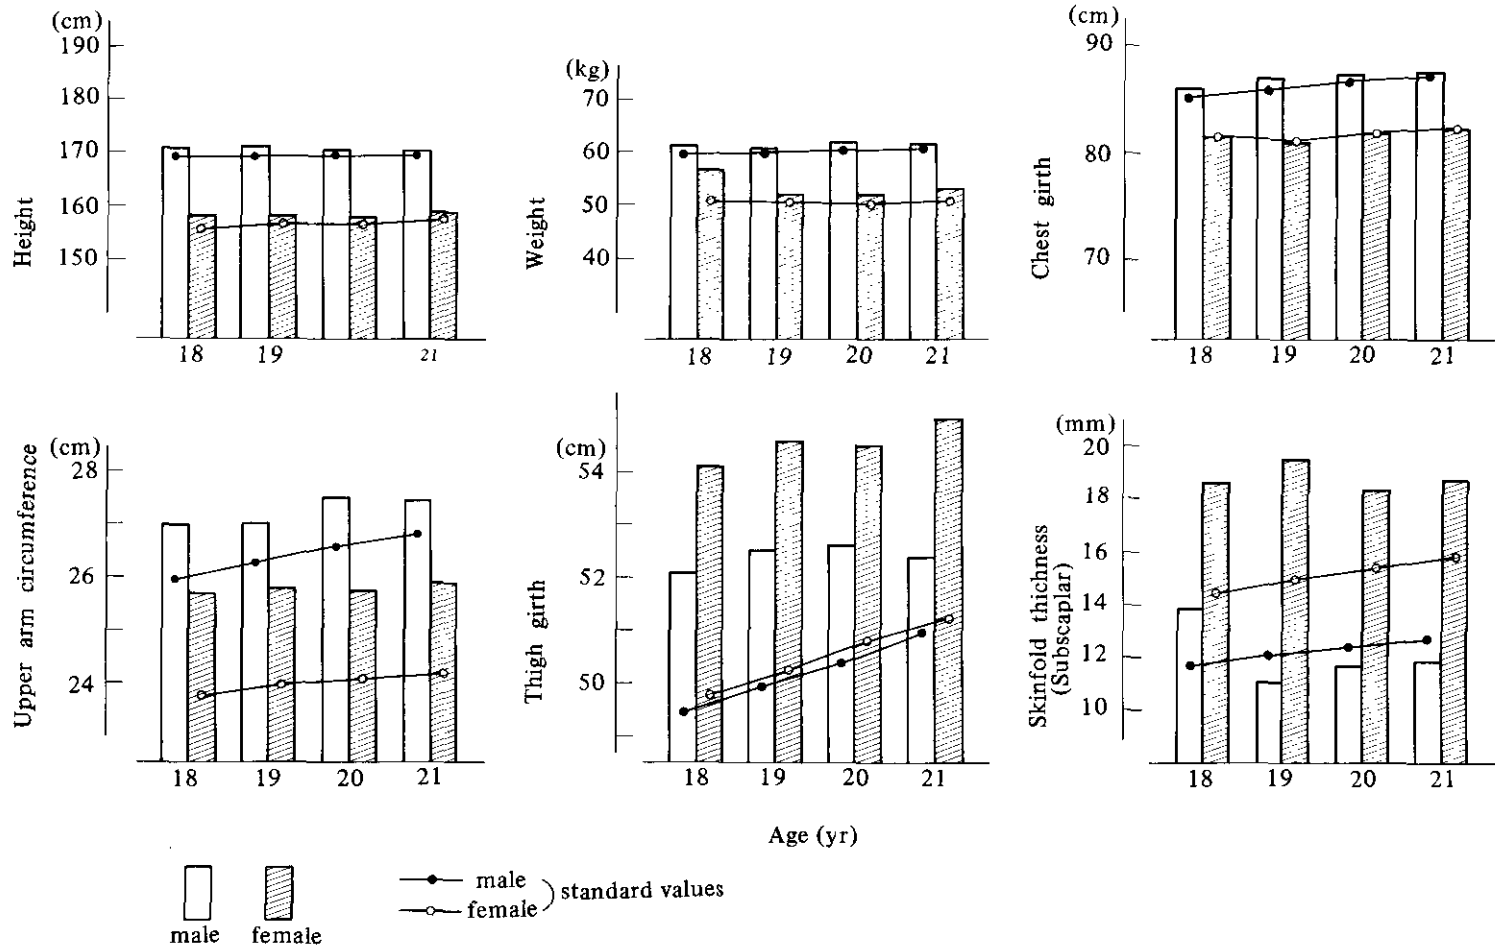 (cm)
190
180
170
160
150
Height
18 19 21
(kg)
70
60
50
40
Weight
18 19 20 21
(cm)
90
80
70
Chest girth
18 19 20 21
(cm)
28
26
24
Upper arm circumference
18 19 20 21
(cm)
54
52
50
Thigh girth
18 19 20 21
(mm)
20
18
16
14
12
10
Skinfold thichness
(Subscaplar)
18 19 20 21
Age (yr)
male female
male
female
standard values